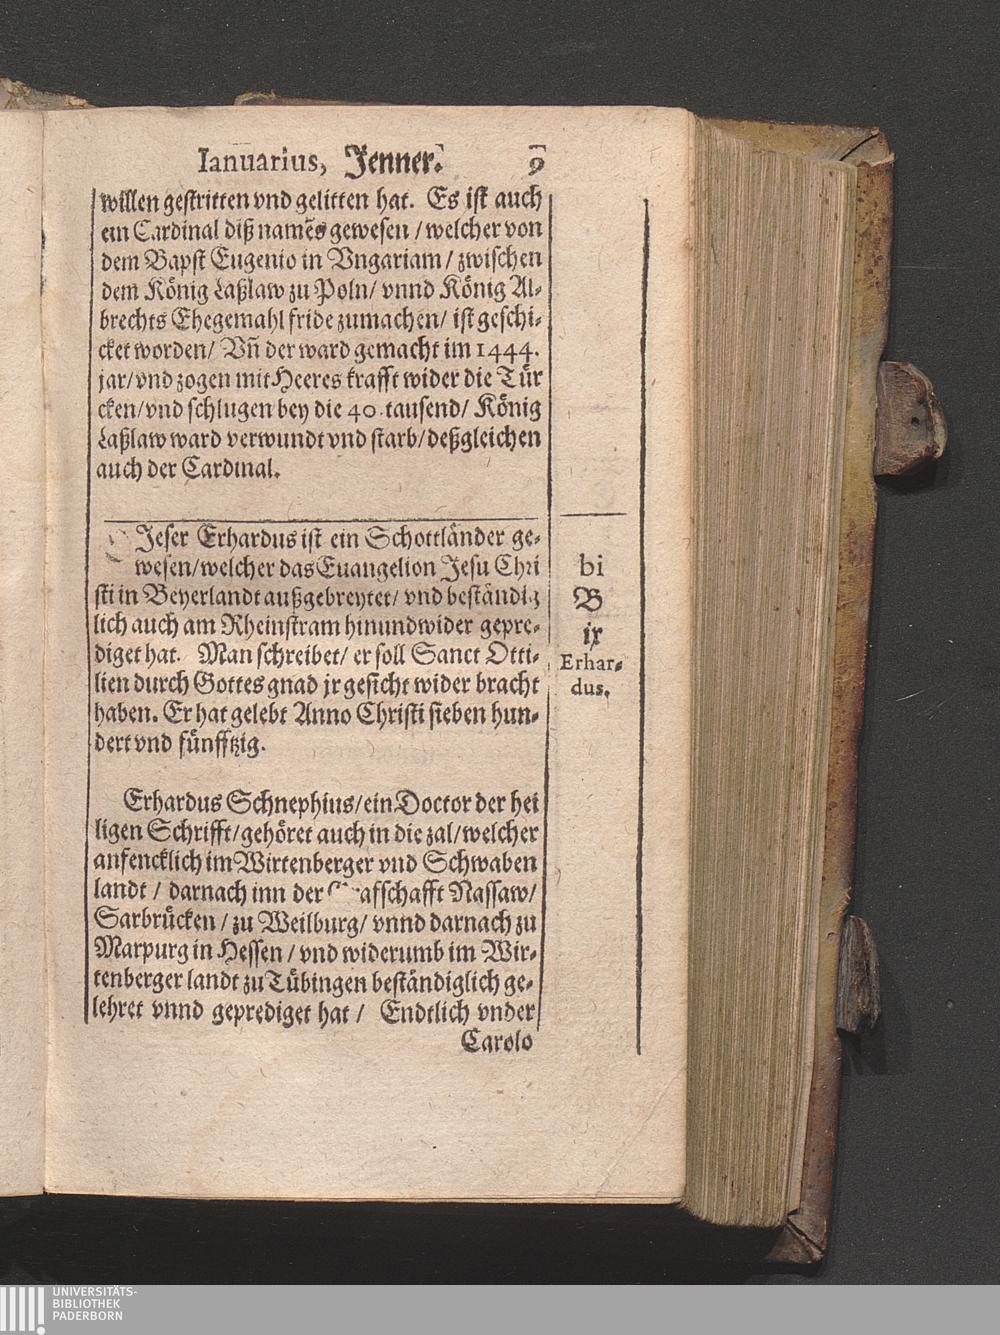 Ianuarius, Jenner. 9
willen gestritten vnd gelitten hat. Es ist auch
ein Cardinal diß namēs gewesen / welcher von
dem Bapst Eugenio in Vngariam / zwischen
dem König Laßlaw zu Poln / vnnd König Al-
brechts Ehegemahl fride zumachen / ist geschi-
cket worden / Vñ der ward gemacht im 1444.
jar / vnd zogen mit Heeres krafft wider die Tür
cken / vnd schlugen bey die 40. tausend / König
Laßlaw ward verwundt vnd starb / deßgleichen
auch der Cardinal.
Jeser Erhardus ist ein Schottländer ge-
wesen / welcher das Euangelion Jesu Chri
sti in Beyerlandt außgebreytet / vnd beständig
lich auch am Rheinstram hinundwider gepre-
diget hat. Man schreibet / er soll Sanct Otti-
lien durch Gottes gnad jr gesicht wider bracht
haben. Er hat gelebt Anno Christi sieben hun-
dert vnd fünfftzig.
bi
B
ix
Erhar-
dus.
Erhardus Schnephius / ein Doctor der hei
ligen Schrifft / gehöret auch in die zal / welcher
anfencklich im Wirtenberger vnd Schwaben
landt / darnach inn der Grafschafft Nassaw /
Sarbrücken / zu Weilburg / vnnd darnach zu
Marpurg in Hessen / vnd widerumb im Wir-
tenberger landt zu Tübingen beständiglich ge-
lehret vnnd geprediget hat / Endtlich vnder
Carolo
UNIVERSITÄTS-
BIBLIOTHEK
PADERBORN